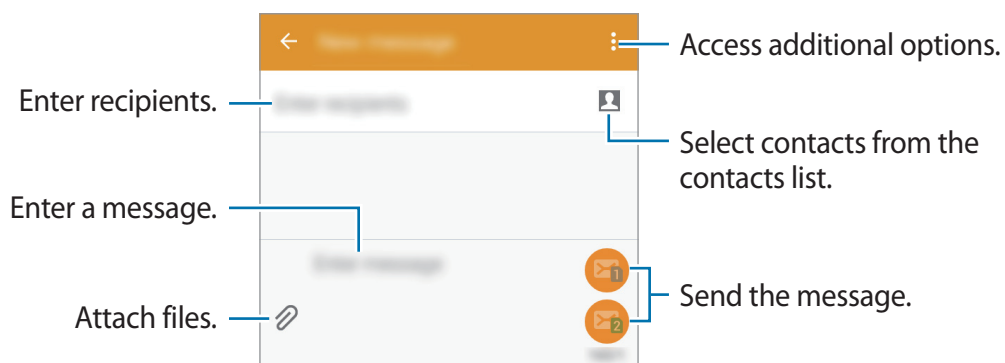 Access additional options.
Enter recipients.
Select contacts from the
contacts list.
Enter a message.
1
Send the message.
Attach files.
2